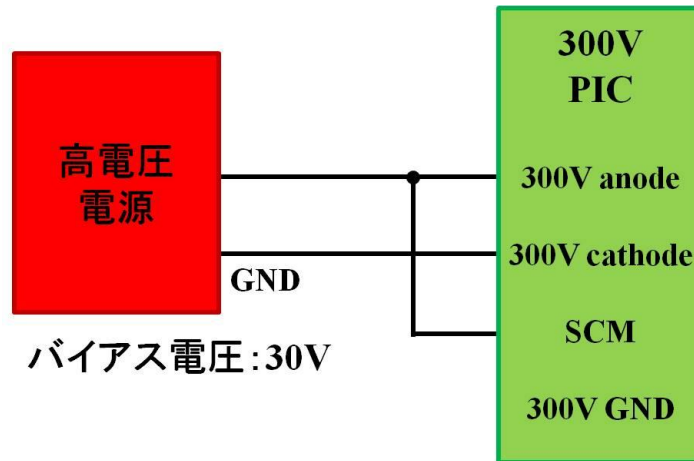 高電圧
電源
GND
バイアス電圧:30V
300V
PIC
300V anode
300V cathode
SCM
300V GND